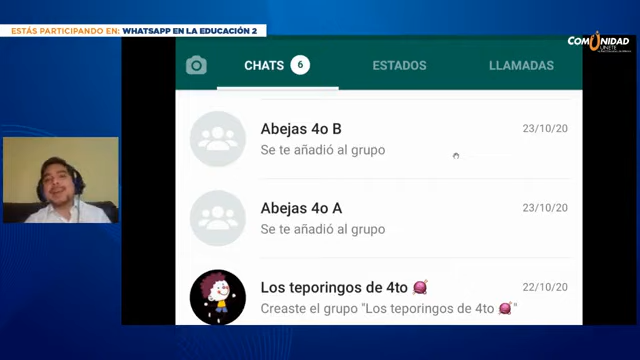 ESTÁS PARTICIPANDO EN: WHATSAPP EN LA EDUCACIÓN 2
COMUNIDAD
ÚNETE
CHATS 6 ESTADOS LLAMADAS
Abejas 4o B 23/10/20
Se te añadió al grupo
Abejas 4o A 23/10/20
Se te añadió al grupo
Los teporingos de 4to 22/10/20
Creaste el grupo "Los teporingos de 4to "